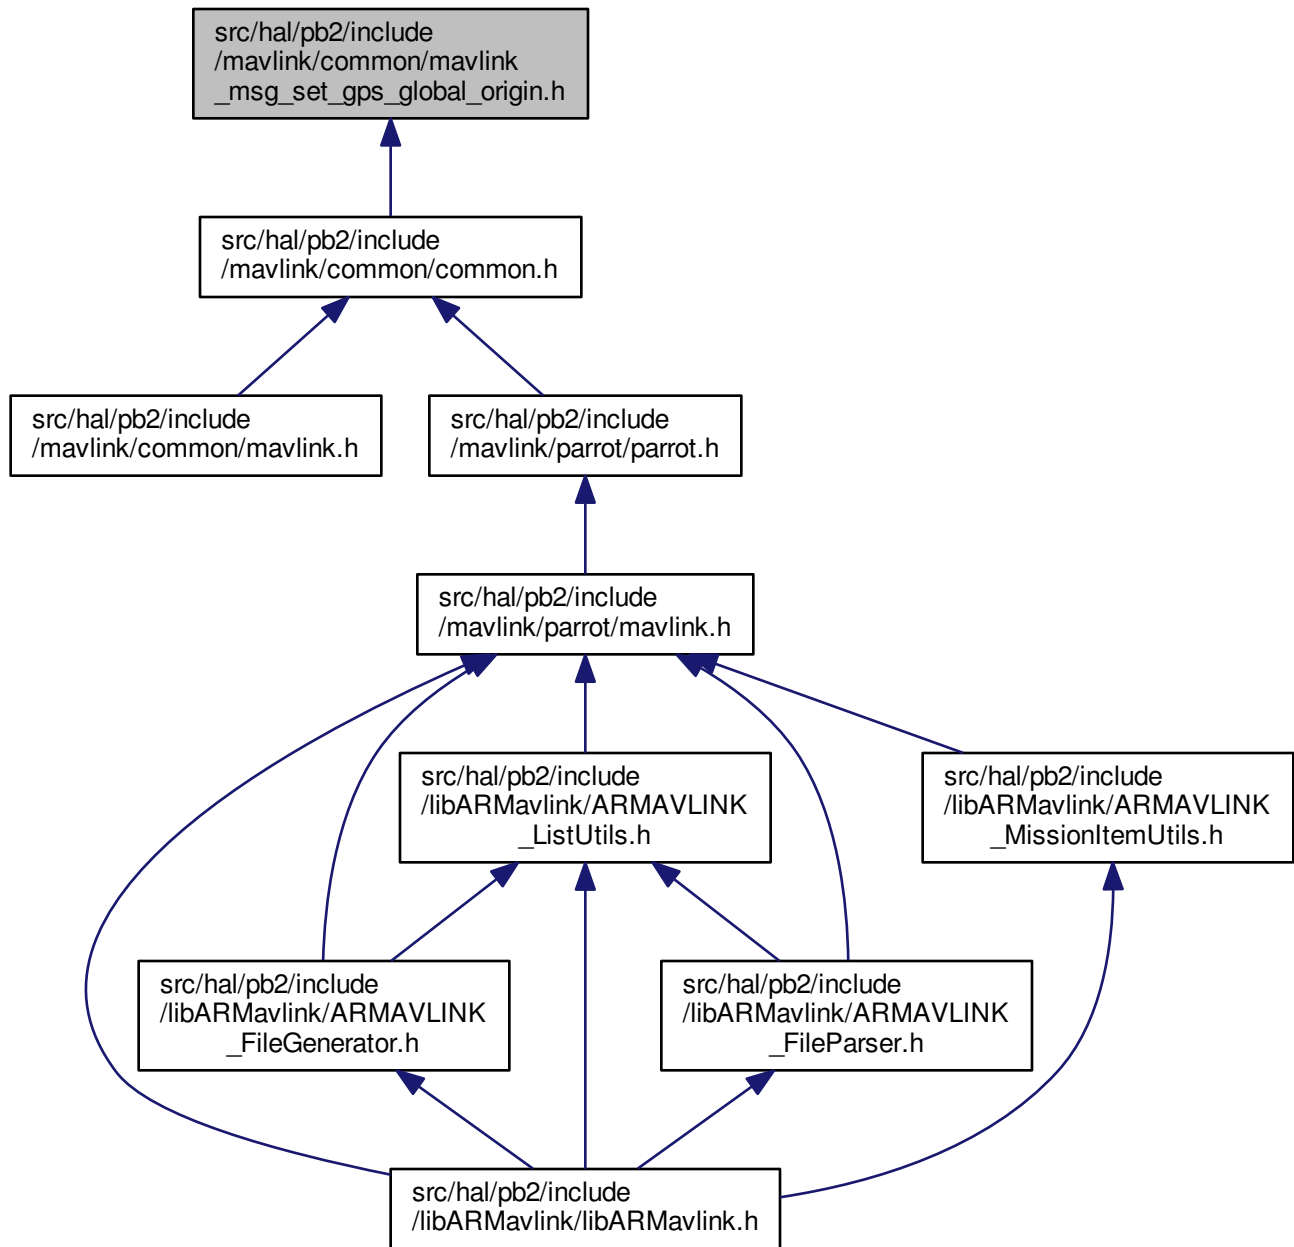 src/hal/pb2/include
/mavlink/common/mavlink
_msg_set_gps_global_origin.h
src/hal/pb2/include
/mavlink/common/common.h
src/hal/pb2/include
/mavlink/common/mavlink.h
src/hal/pb2/include
/mavlink/parrot/parrot.h
src/hal/pb2/include
/mavlink/parrot/mavlink.h
src/hal/pb2/include
/libARMavlink/ARMAVLINK
_ListUtils.h
src/hal/pb2/include
/libARMavlink/ARMAVLINK
_MissionItemUtils.h
src/hal/pb2/include
/libARMavlink/ARMAVLINK
_FileGenerator.h
src/hal/pb2/include
/libARMavlink/ARMAVLINK
_FileParser.h
src/hal/pb2/include
/libARMavlink/libARMavlink.h